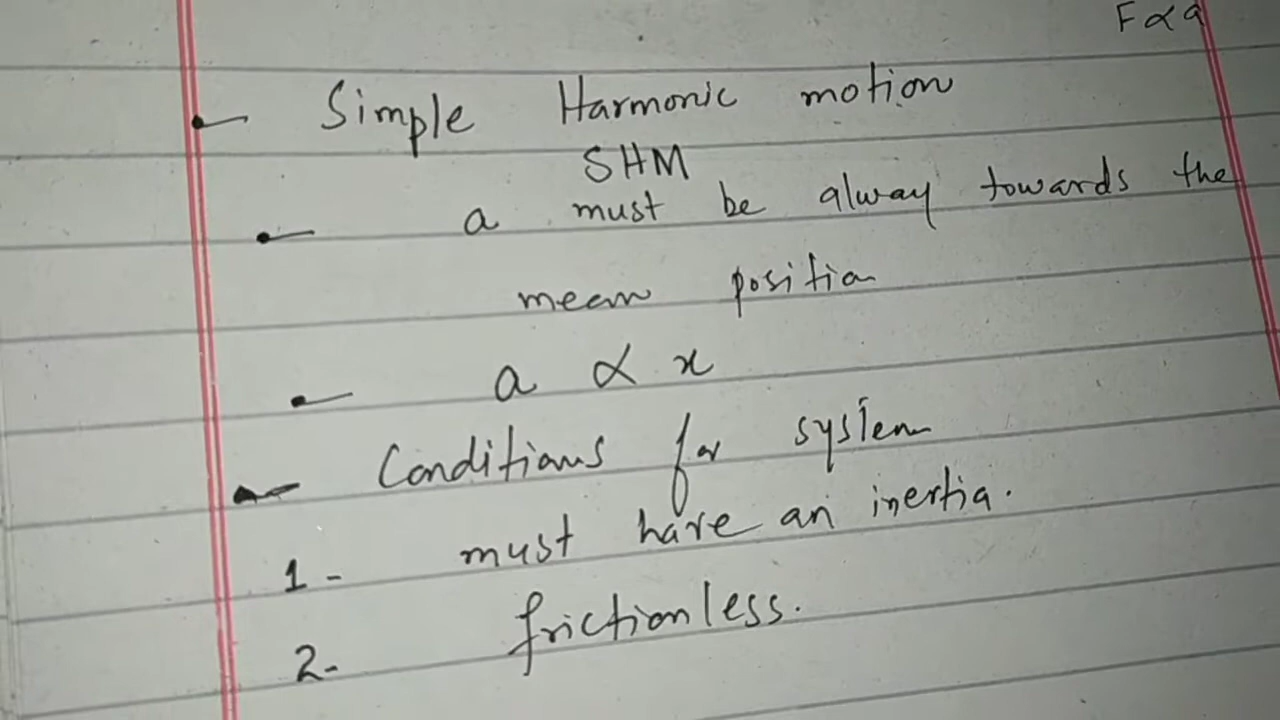 F ∝ a
- Simple Harmonic motion
SHM
- a must be alway towards the
mean position
- a ∝ x
- Conditions for system
1- must have an inertia.
2- frictionless.